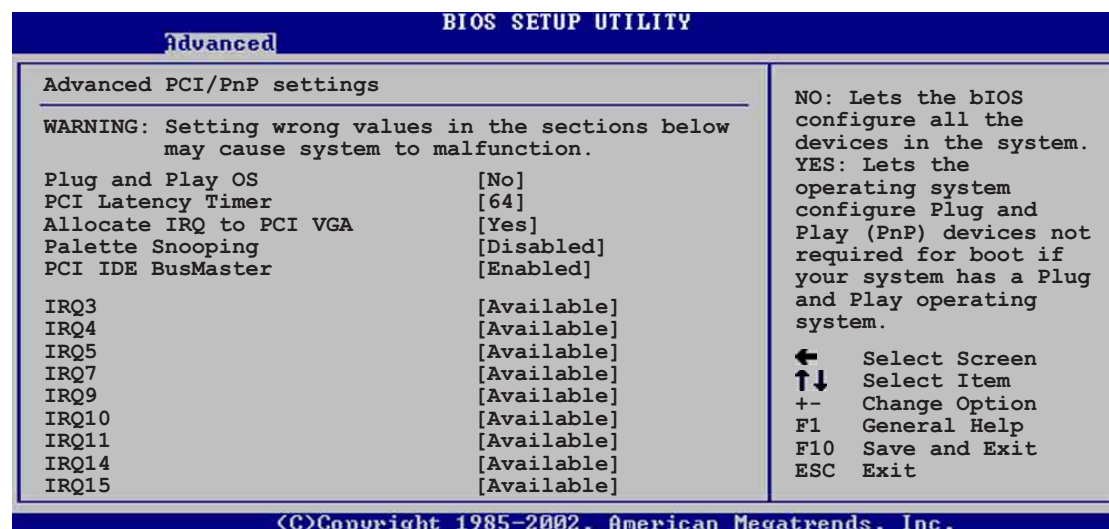 BIOS SETUP UTILITY
Advanced
Advanced PCI/PnP settings
WARNING: Setting wrong values in the sections below
may cause system to malfunction.
Plug and Play OS [No]
PCI Latency Timer [64]
Allocate IRQ to PCI VGA [Yes]
Palette Snooping [Disabled]
PCI IDE BusMaster [Enabled]
IRQ3 [Available]
IRQ4 [Available]
IRQ5 [Available]
IRQ7 [Available]
IRQ9 [Available]
IRQ10 [Available]
IRQ11 [Available]
IRQ14 [Available]
IRQ15 [Available]
NO: Lets the bIOS
configure all the
devices in the system.
YES: Lets the
operating system
configure Plug and
Play (PnP) devices not
required for boot if
your system has a Plug
and Play operating
system.
← Select Screen
↑↓ Select Item
+- Change Option
F1 General Help
F10 Save and Exit
ESC Exit
(C)Copyright 1985-2002, American Megatrends, Inc.